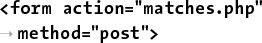 <form action="matches.php"
→ method="post">